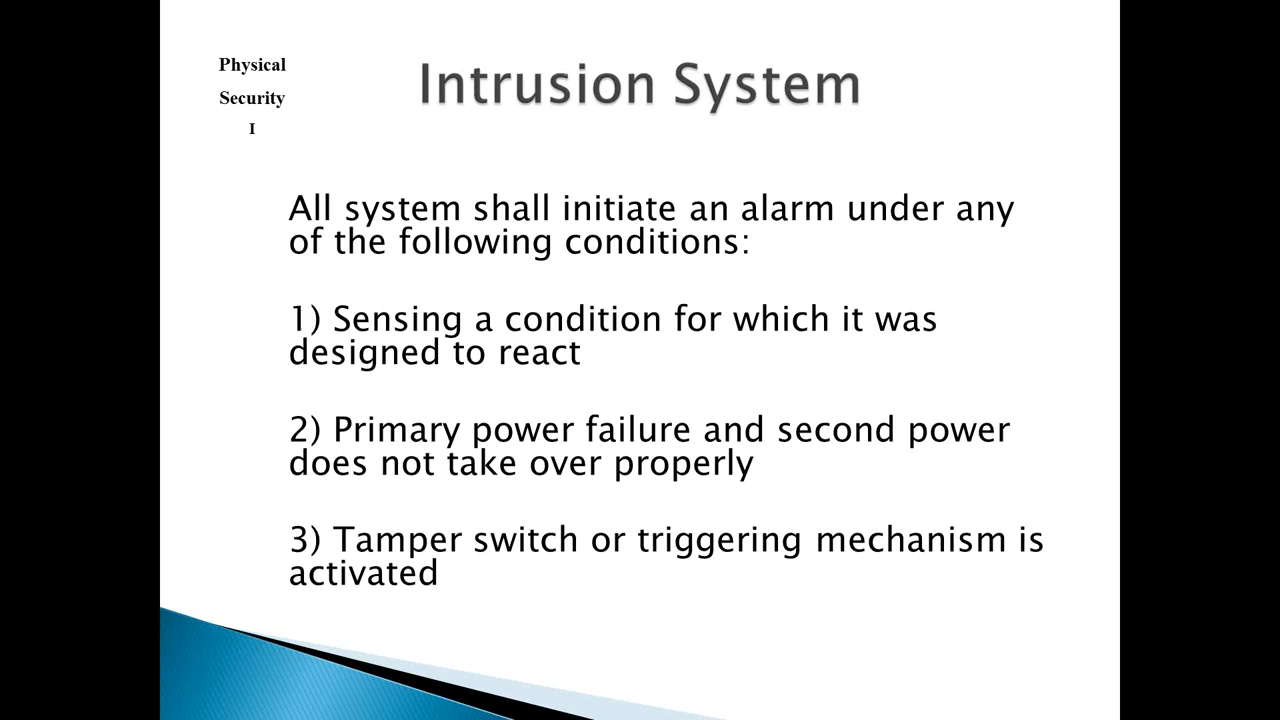 Physical
Security
I
Intrusion System
All system shall initiate an alarm under any
of the following conditions:
1) Sensing a condition for which it was
designed to react
2) Primary power failure and second power
does not take over properly
3) Tamper switch or triggering mechanism is
activated